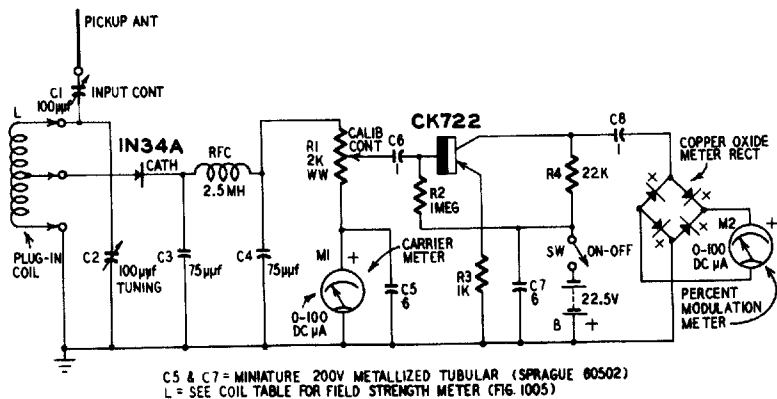 PICKUP ANT
C1
100μμf
INPUT CONT
L
1N34A
CATH
RFC
2.5MH
R1
2K
WW
CALIB
CONT
C6
1
CK722
C8
1
COPPER OXIDE
METER RECT
R2
1MEG
R4
22K
PLUG-IN
COIL
C2
100μμf
TUNING
C3
75μμf
C4
75μμf
M1
+
CARRIER
METER
0-100
DC μA
C5
6
R3
1K
C7
6
SW
ON-OFF
22.5V
B
+
X
X
X
X
M2
+
0-100
DC μA
PERCENT
MODULATION
METER
C5 & C7 = MINIATURE 200V METALLIZED TUBULAR (SPRAGUE 60502)
L = SEE COIL TABLE FOR FIELD STRENGTH METER (FIG. 1005)